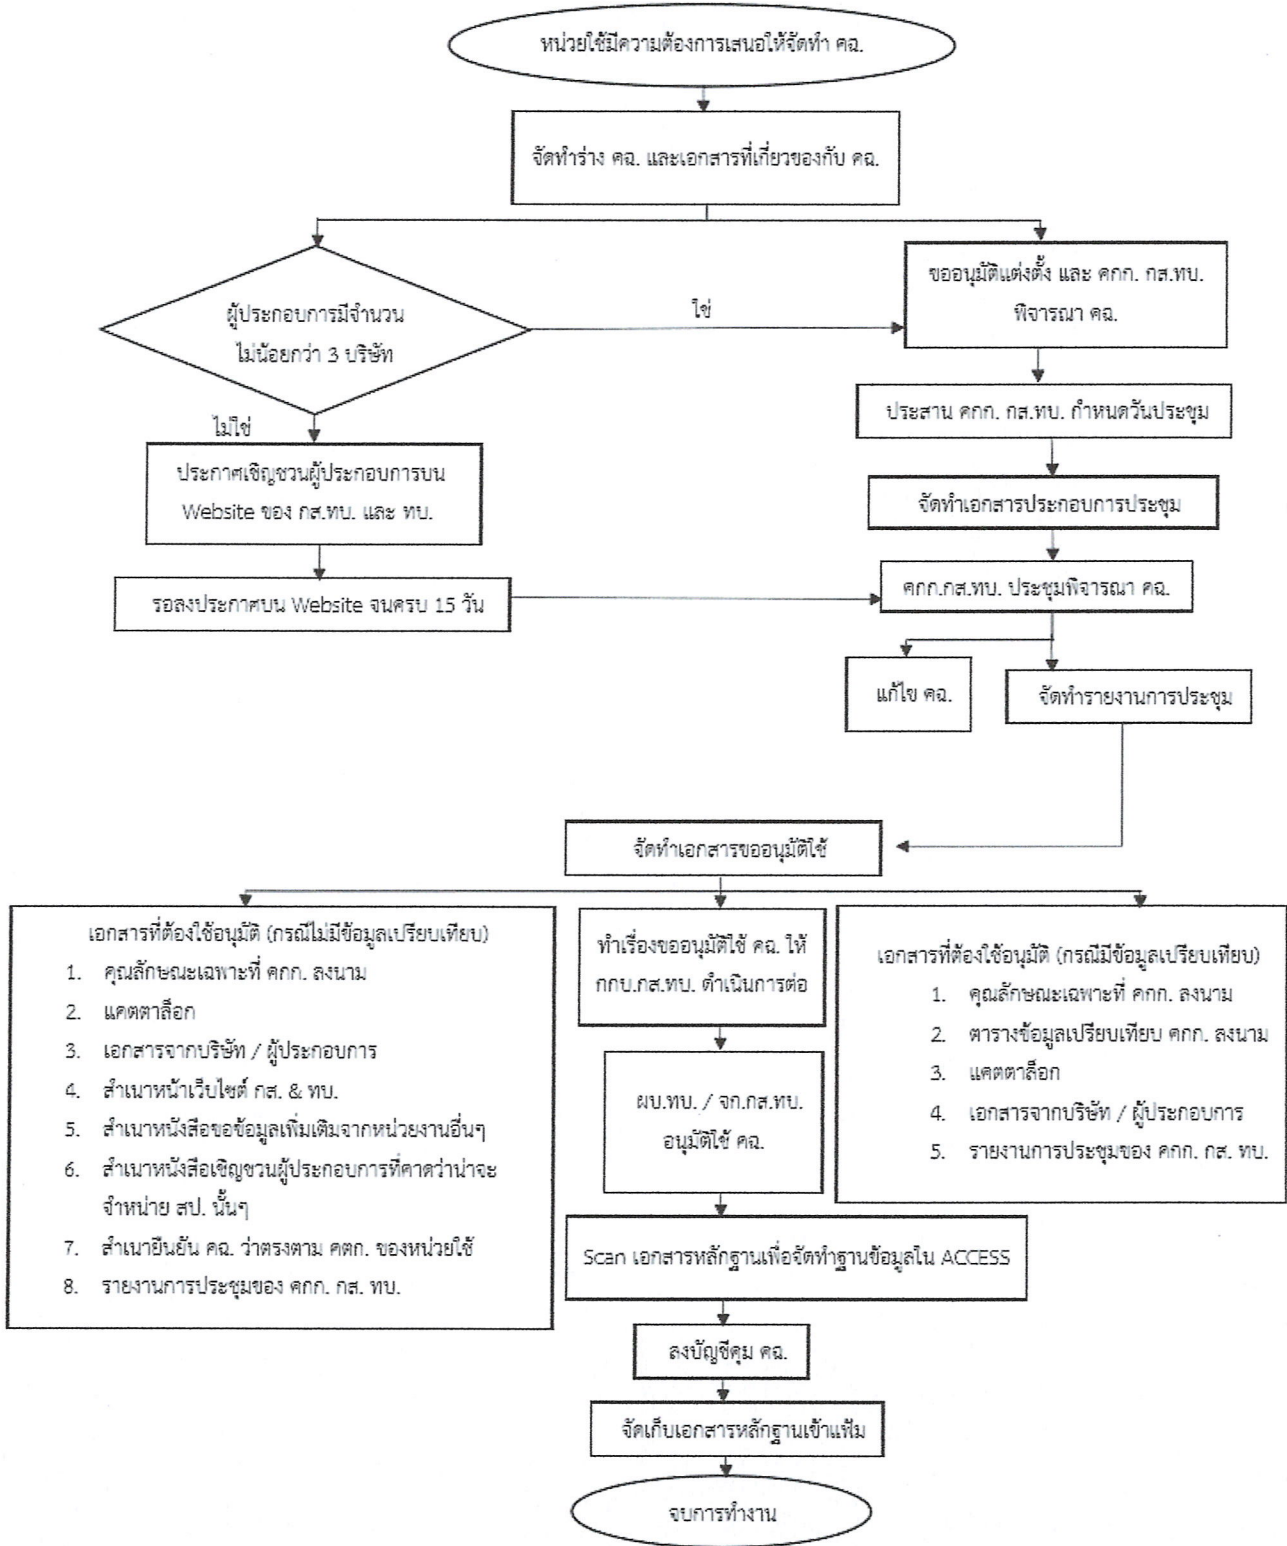 หน่วยใช้มีความต้องการเสนอให้จัดทำ คฉ.
จัดทำร่าง คฉ. และเอกสารที่เกี่ยวของกับ คฉ.
ผู้ประกอบการมีจำนวน
ไม่น้อยกว่า 3 บริษัท
ใช่
ขออนุมัติแต่งตั้ง และ คกก. กส.ทบ.
พิจารณา คฉ.
ไม่ใช่
ประสาน คกก. กส.ทบ. กำหนดวันประชุม
ประกาศเชิญชวนผู้ประกอบการบน
Website ของ กส.ทบ. และ ทบ.
จัดทำเอกสารประกอบการประชุม
รอลงประกาศบน Website จนครบ 15 วัน
คกก.กส.ทบ. ประชุมพิจารณา คฉ.
แก้ไข คฉ.
จัดทำรายงานการประชุม
จัดทำเอกสารขออนุมัติใช้
เอกสารที่ต้องใช้อนุมัติ (กรณีไม่มีข้อมูลเปรียบเทียบ)
1. คุณลักษณะเฉพาะที่ คกก. ลงนาม
2. แคตตาล็อก
3. เอกสารจากบริษัท / ผู้ประกอบการ
4. สำเนาหน้าเว็บไซต์ กส. & ทบ.
5. สำเนาหนังสือขอข้อมูลเพิ่มเติมจากหน่วยงานอื่นๆ
6. สำเนาหนังสือเชิญชวนผู้ประกอบการที่คาดว่าน่าจะ
จำหน่าย สป. นั้นๆ
7. สำเนายืนยัน คฉ. ว่าตรงตาม คตก. ของหน่วยใช้
8. รายงานการประชุมของ คกก. กส. ทบ.
ทำเรื่องขออนุมัติใช้ คฉ. ให้
กกบ.กส.ทบ. ดำเนินการต่อ
ผบ.ทบ. / จก.กส.ทบ.
อนุมัติใช้ คฉ.
เอกสารที่ต้องใช้อนุมัติ (กรณีมีข้อมูลเปรียบเทียบ)
1. คุณลักษณะเฉพาะที่ คกก. ลงนาม
2. ตารางข้อมูลเปรียบเทียบ คกก. ลงนาม
3. แคตตาล็อก
4. เอกสารจากบริษัท / ผู้ประกอบการ
5. รายงานการประชุมของ คกก. กส. ทบ.
Scan เอกสารหลักฐานเพื่อจัดทำฐานข้อมูลใน ACCESS
ลงบัญชีคุม คฉ.
จัดเก็บเอกสารหลักฐานเข้าแฟ้ม
จบการทำงาน